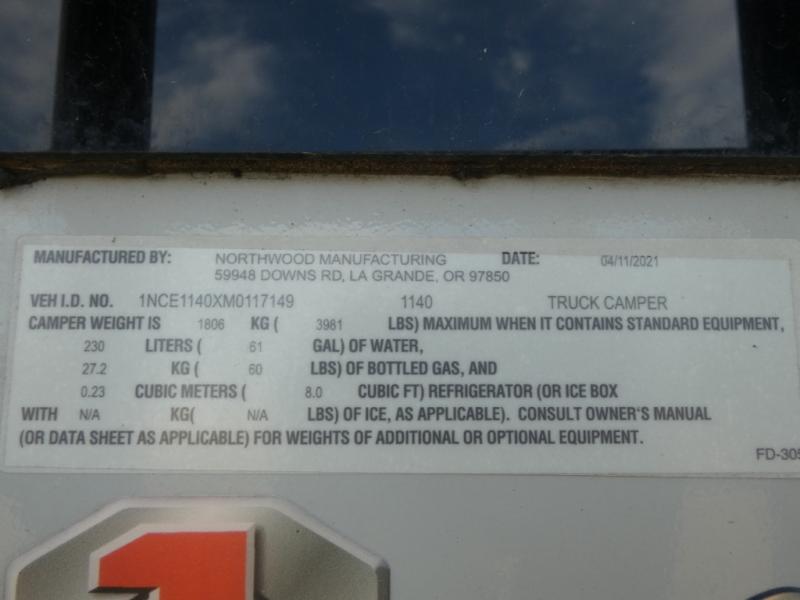 MANUFACTURED BY: NORTHWOOD MANUFACTURING DATE: 04/11/2021
59948 DOWNS RD, LA GRANDE, OR 97850
VEH I.D. NO. 1NCE1140XM0117149 1140 TRUCK CAMPER
CAMPER WEIGHT IS 1806 KG ( 3981 LBS) MAXIMUM WHEN IT CONTAINS STANDARD EQUIPMENT,
230 LITERS ( 61 GAL) OF WATER,
27.2 KG ( 60 LBS) OF BOTTLED GAS, AND
0.23 CUBIC METERS ( 8.0 CUBIC FT) REFRIGERATOR (OR ICE BOX
WITH N/A KG( N/A LBS) OF ICE, AS APPLICABLE). CONSULT OWNER'S MANUAL
(OR DATA SHEET AS APPLICABLE) FOR WEIGHTS OF ADDITIONAL OR OPTIONAL EQUIPMENT.
FD-305
1